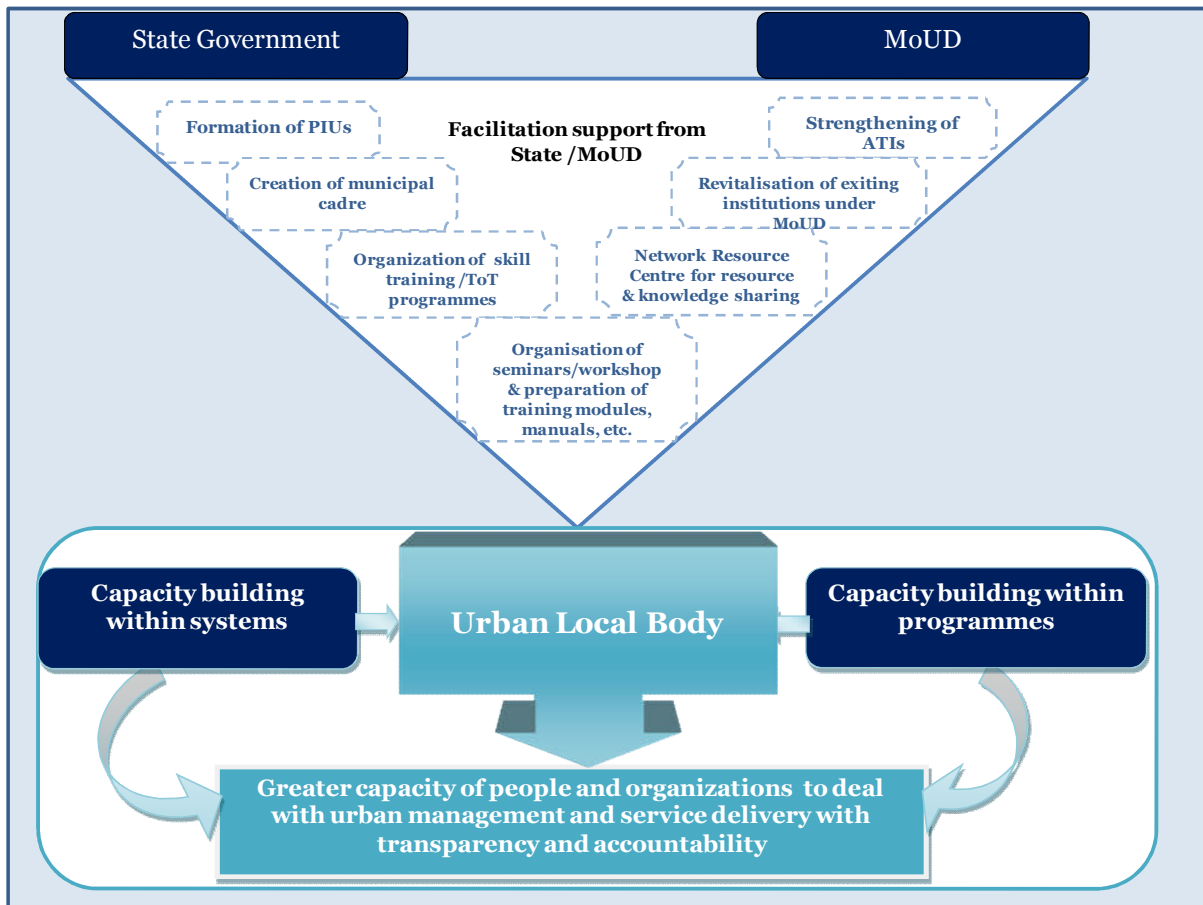 State Government
MoUD
Formation of PIUs
Facilitation support from
State /MoUD
Strengthening of
ATIs
Creation of municipal
cadre
Revitalisation of exiting
institutions under
MoUD
Organization of skill
training /ToT
programmes
Network Resource
Centre for resource
& knowledge sharing
Organisation of
seminars/workshop
& preparation of
training modules,
manuals, etc.
Capacity building
within systems
Urban Local Body
Capacity building within
programmes
Greater capacity of people and organizations to deal
with urban management and service delivery with
transparency and accountability